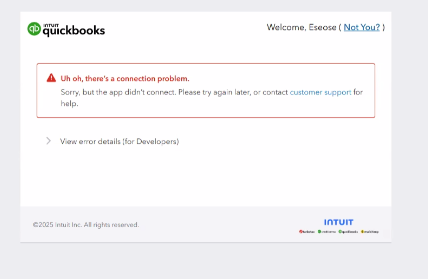 INTUIT
quickbooks
Welcome, Eseose ( Not You? )
Uh oh, there's a connection problem.
Sorry, but the app didn't connect. Please try again later, or contact customer support for
help.
View error details (for Developers)
©2025 Intuit Inc. All rights reserved.
INTUIT
turbotax creditkarma quickbooks mailchimp